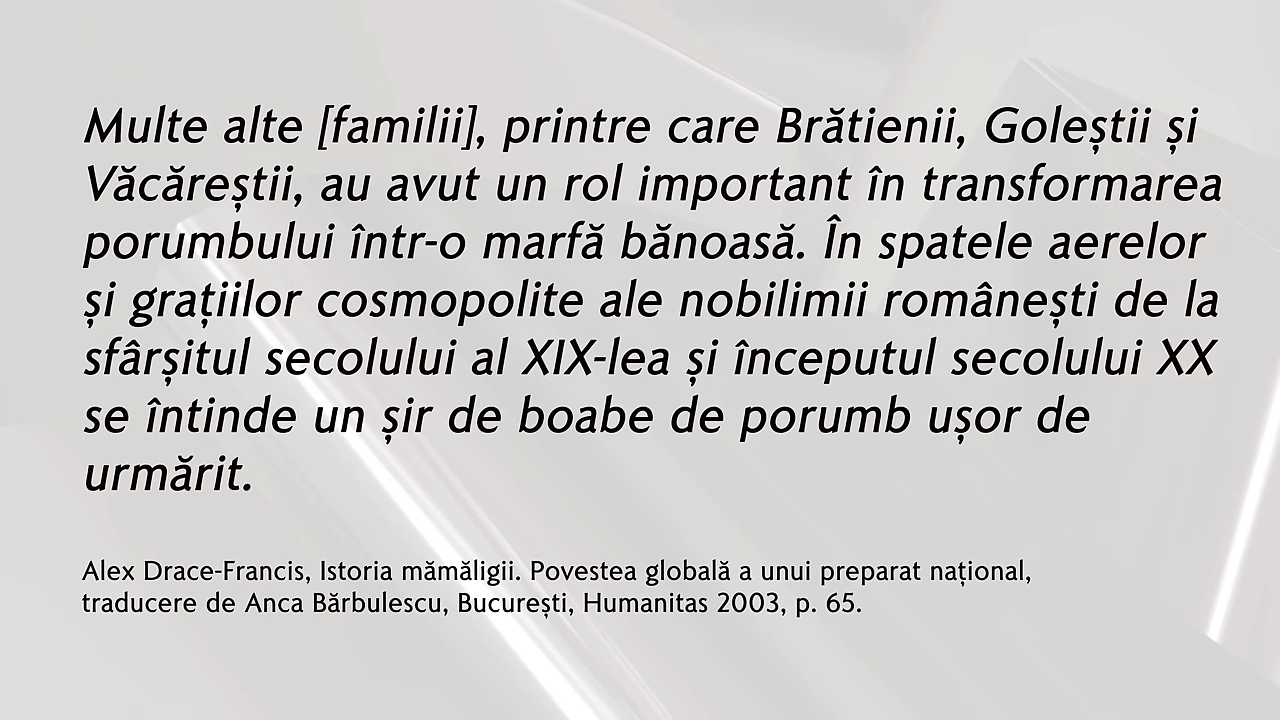 Multe alte [familii], printre care Brătienii, Goleștii și
Văcăreștii, au avut un rol important în transformarea
porumbului într-o marfă bănoasă. În spatele aerelor
și grațiilor cosmopolite ale nobilimii românești de la
sfârșitul secolului al XIX-lea și începutul secolului XX
se întinde un șir de boabe de porumb ușor de
urmărit.
Alex Drace-Francis, Istoria mămăligii. Povestea globală a unui preparat național,
traducere de Anca Bărbulescu, București, Humanitas 2003, p. 65.